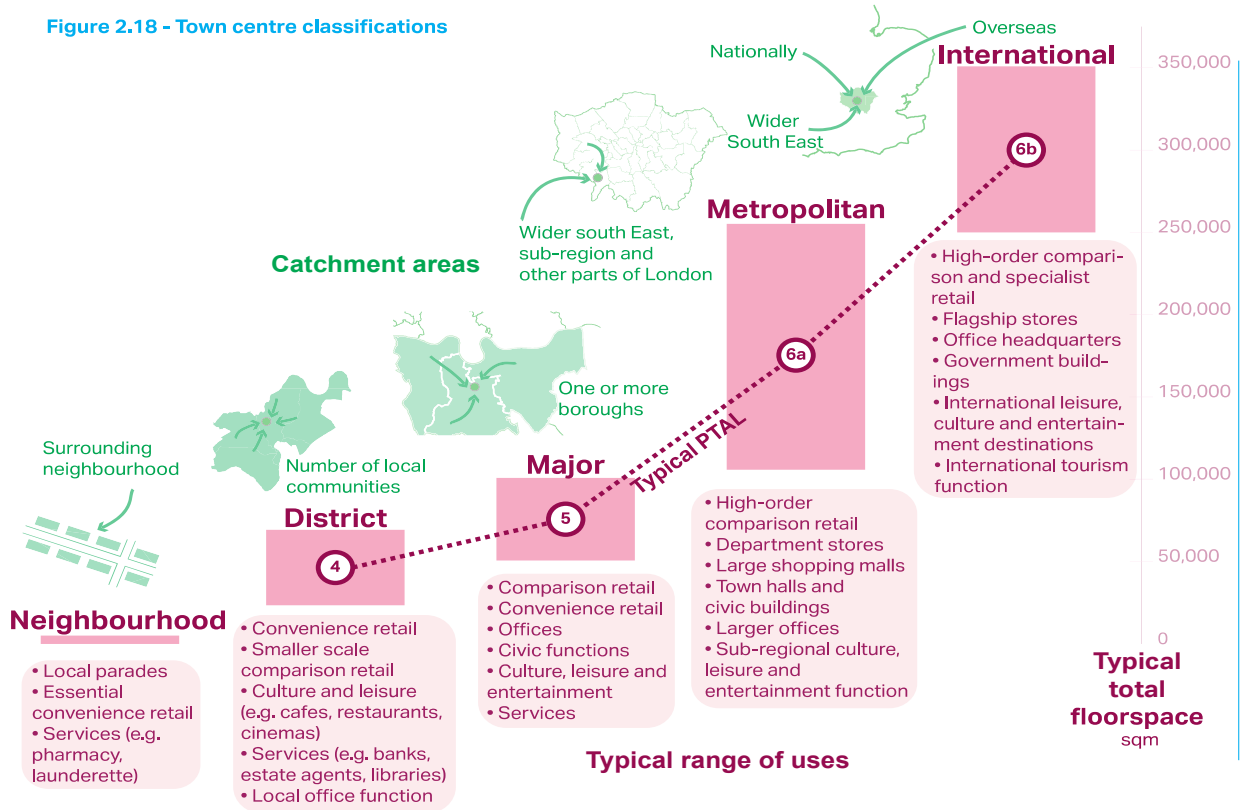 Figure 2.18 - Town centre classifications
Overseas
Nationally
Wider
South East
International
350,000
300,000
250,000
200,000
150,000
100,000
50,000
0
Typical
total
floorspace
sqm
6b
• High-order compari-
son and specialist
retail
• Flagship stores
• Office headquarters
• Government build-
ings
• International leisure,
culture and entertain-
ment destinations
• International tourism
function
Wider south East,
sub-region and
other parts of London
Metropolitan
6a
• High-order
comparison retail
• Department stores
• Large shopping malls
• Town halls and
civic buildings
• Larger offices
• Sub-regional culture,
leisure and
entertainment function
Catchment areas
One or more
boroughs
Typical PTAL
Major
5
• Comparison retail
• Convenience retail
• Offices
• Civic functions
• Culture, leisure and
entertainment
• Services
Number of local
communities
District
4
• Convenience retail
• Smaller scale
comparison retail
• Culture and leisure
(e.g. cafes, restaurants,
cinemas)
• Services (e.g. banks,
estate agents, libraries)
• Local office function
Surrounding
neighbourhood
Neighbourhood
• Local parades
• Essential
convenience retail
• Services (e.g.
pharmacy,
launderette)
Typical range of uses